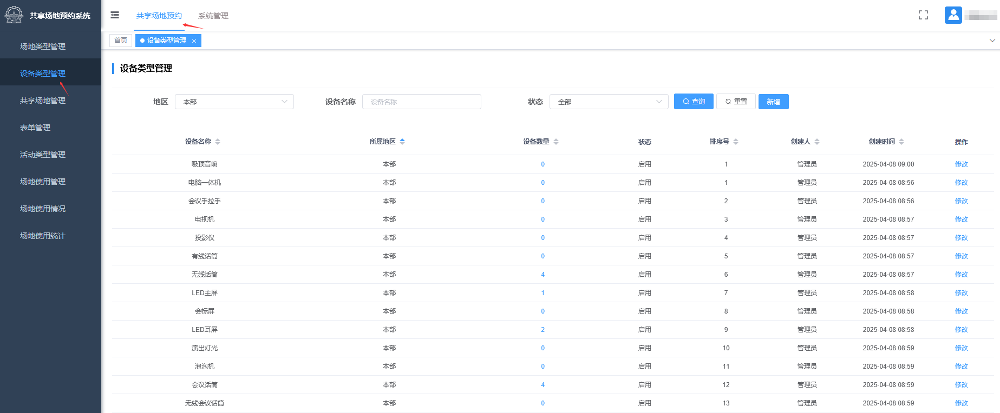 共享场地预约系统
共享场地预约 系统管理
首页 设备类型管理 ×
场地类型管理
设备类型管理
共享场地管理
表单管理
活动类型管理
场地使用管理
场地使用情况
场地使用统计
设备类型管理
地区 本部 设备名称 设备名称 状态 全部 查询 重置 新增
设备名称 所属地区 设备数量 状态 排序号 创建人 创建时间 操作
吸顶音响 本部 0 启用 1 管理员 2025-04-08 09:00 修改
电脑一体机 本部 0 启用 1 管理员 2025-04-08 08:56 修改
会议手拉手 本部 0 启用 2 管理员 2025-04-08 08:56 修改
电视机 本部 0 启用 3 管理员 2025-04-08 08:57 修改
投影仪 本部 0 启用 4 管理员 2025-04-08 08:57 修改
有线话筒 本部 0 启用 5 管理员 2025-04-08 08:57 修改
无线话筒 本部 4 启用 6 管理员 2025-04-08 08:57 修改
LED主屏 本部 1 启用 7 管理员 2025-04-08 08:58 修改
会标屏 本部 0 启用 8 管理员 2025-04-08 08:58 修改
LED耳屏 本部 2 启用 9 管理员 2025-04-08 08:58 修改
演出灯光 本部 0 启用 10 管理员 2025-04-08 08:59 修改
泡泡机 本部 0 启用 11 管理员 2025-04-08 08:59 修改
会议话筒 本部 4 启用 12 管理员 2025-04-08 08:59 修改
无线会议话筒 本部 0 启用 13 管理员 2025-04-08 08:59 修改